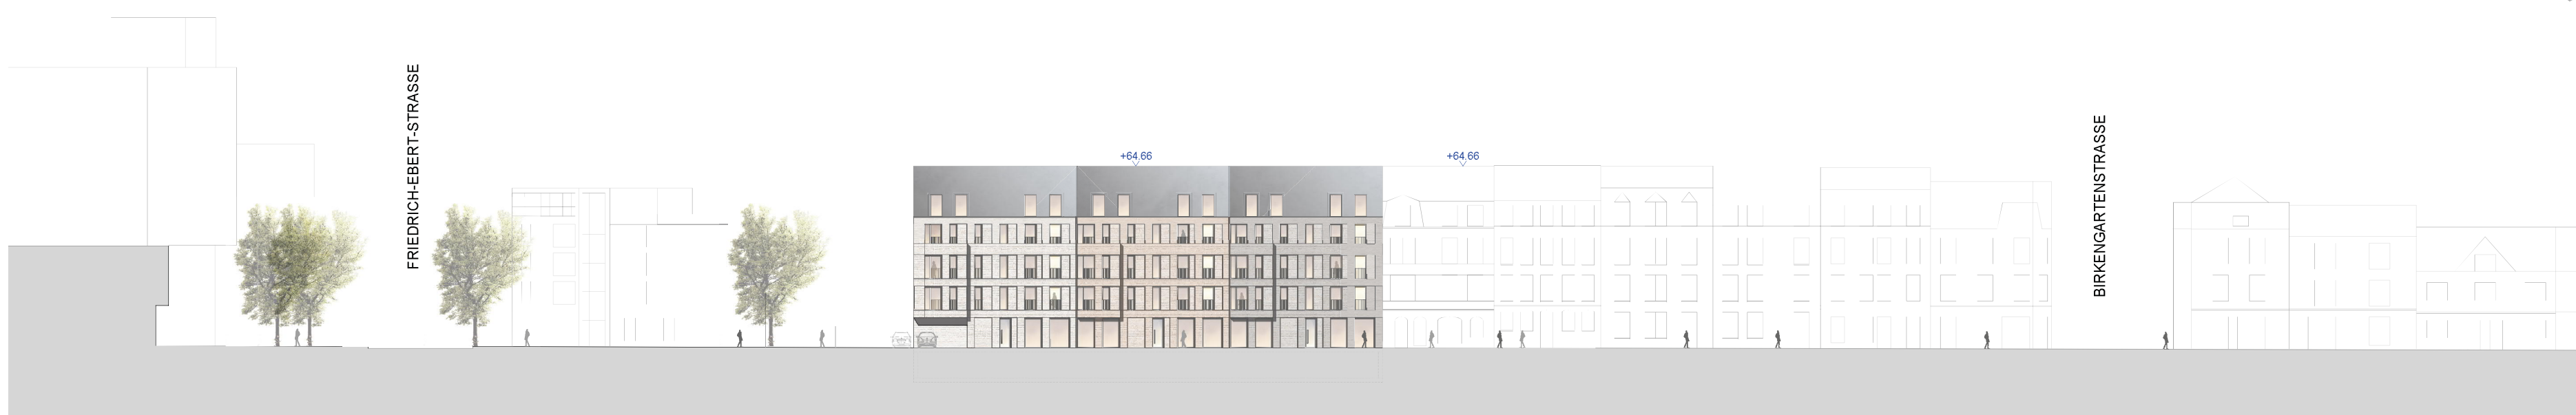 FRIEDRICH-EBERT-STRASSE
+64.66
+64.66
BIRKENGARTENSTRASSE